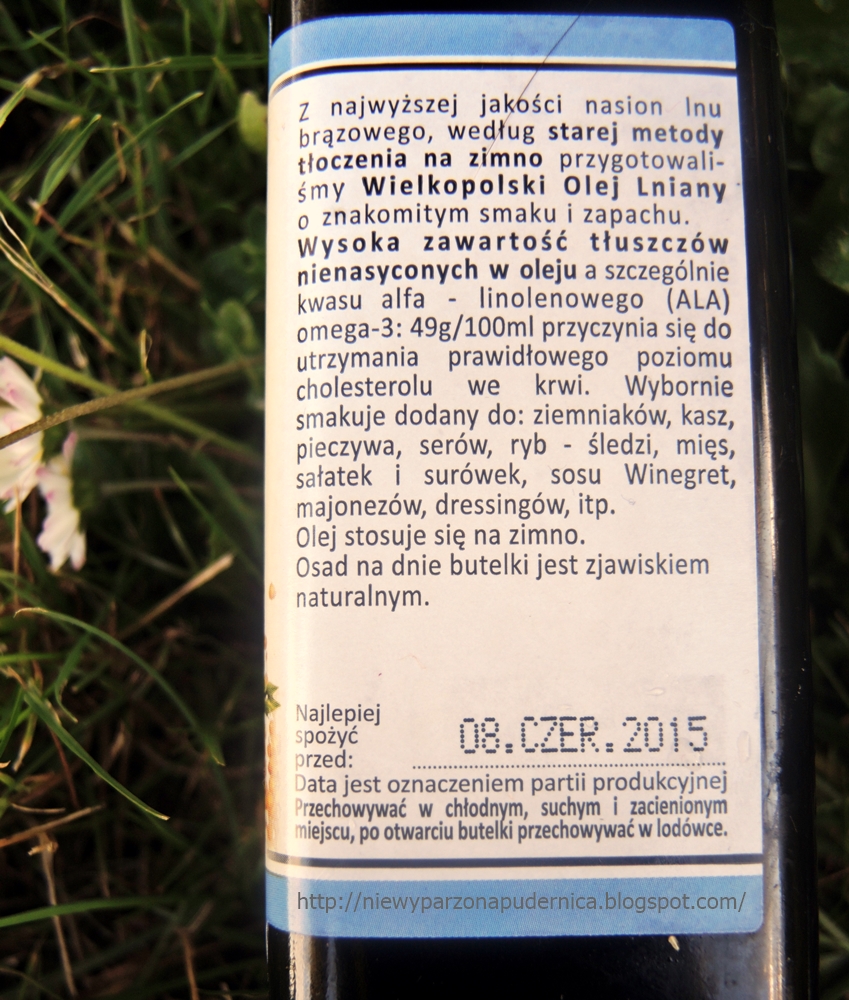 Z najwyższej jakości nasion lnu
brązowego, według starej metody
tłoczenia na zimno przygotowali-
śmy Wielkopolski Olej Lniany
o znakomitym smaku i zapachu.
Wysoka zawartość tłuszczów
nienasyconych w oleju a szczególnie
kwasu alfa - linolenowego (ALA)
omega-3: 49g/100ml przyczynia się do
utrzymania prawidłowego poziomu
cholesterolu we krwi. Wybornie
smakuje dodany do: ziemniaków, kasz,
pieczywa, serów, ryb - śledzi, mięs,
sałatek i surówek, sosu Winegret,
majonezów, dressingów, itp.
Olej stosuje się na zimno.
Osad na dnie butelki jest zjawiskiem
naturalnym.
Najlepiej
spożyć
przed: 08.CZER.2015
Data jest oznaczeniem partii produkcyjnej
Przechowywać w chłodnym, suchym i zacienionym
miejscu, po otwarciu butelki przechowywać w lodówce.
http://niewyparzonapudernica.blogspot.com/